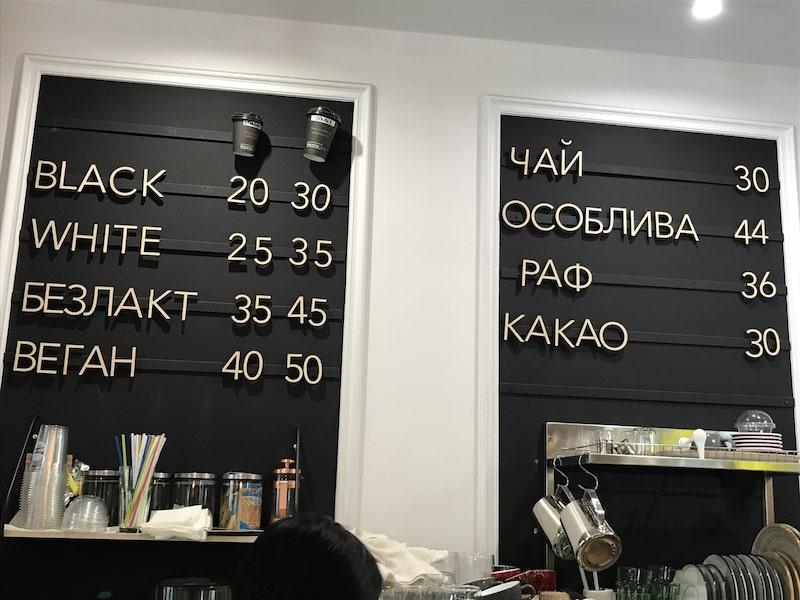 BLACK 20 30
WHITE 25 35
БЕЗЛАКТ 35 45
ВЕГАН 40 50
ЧАЙ 30
ОСОБЛИВА 44
РАФ 36
КАКАО 30